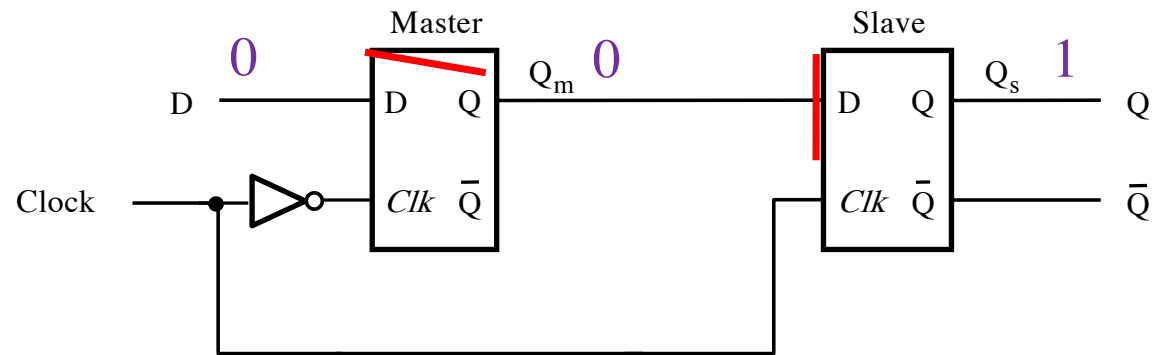 Master Slave
0 Qm 0 Qs 1
D D Q D Q Q
Clock Clk Q̅ Clk Q̅ Q̅